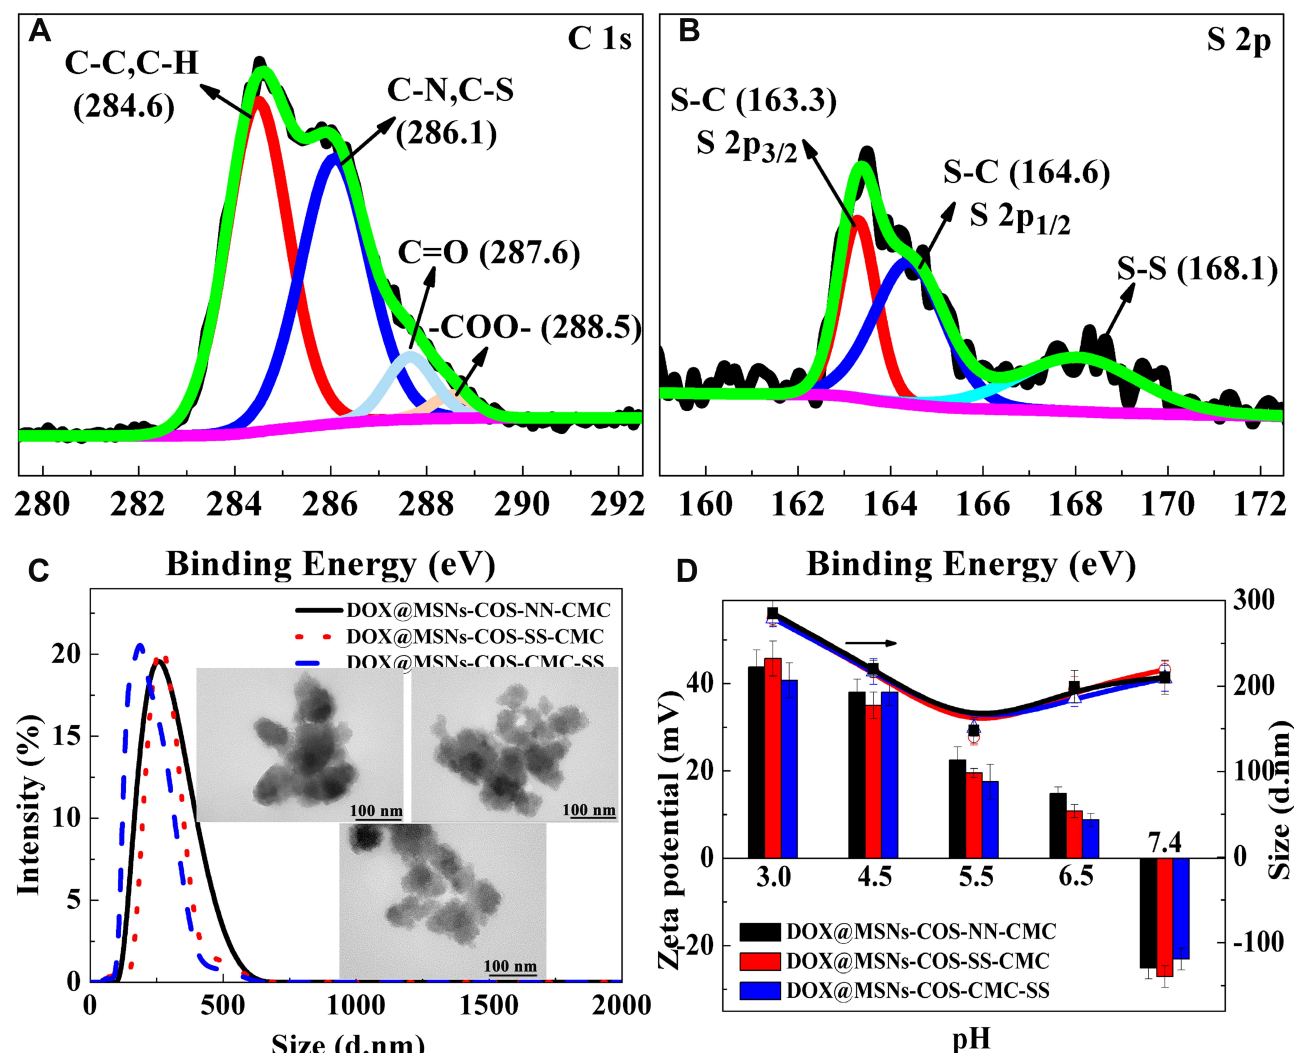 A
C 1s
C-C,C-H
(284.6)
C-N,C-S
(286.1)
C=O (287.6)
-COO- (288.5)
280 282 284 286 288 290 292
Binding Energy (eV)
B
S 2p
S-C (163.3)
S 2p3/2
S-C (164.6)
S 2p1/2
S-S (168.1)
160 162 164 166 168 170 172
Binding Energy (eV)
C
DOX@MSNs-COS-NN-CMC
DOX@MSNs-COS-SS-CMC
DOX@MSNs-COS-CMC-SS
20
15
10
5
0
Intensity (%)
100 nm
100 nm
100 nm
0 500 1000 1500 2000
Size (d.nm)
D
40
20
0
-20
Zeta potential (mV)
300
200
100
0
-100
Size (d.nm)
7.4
3.0 4.5 5.5 6.5
DOX@MSNs-COS-NN-CMC
DOX@MSNs-COS-SS-CMC
DOX@MSNs-COS-CMC-SS
pH